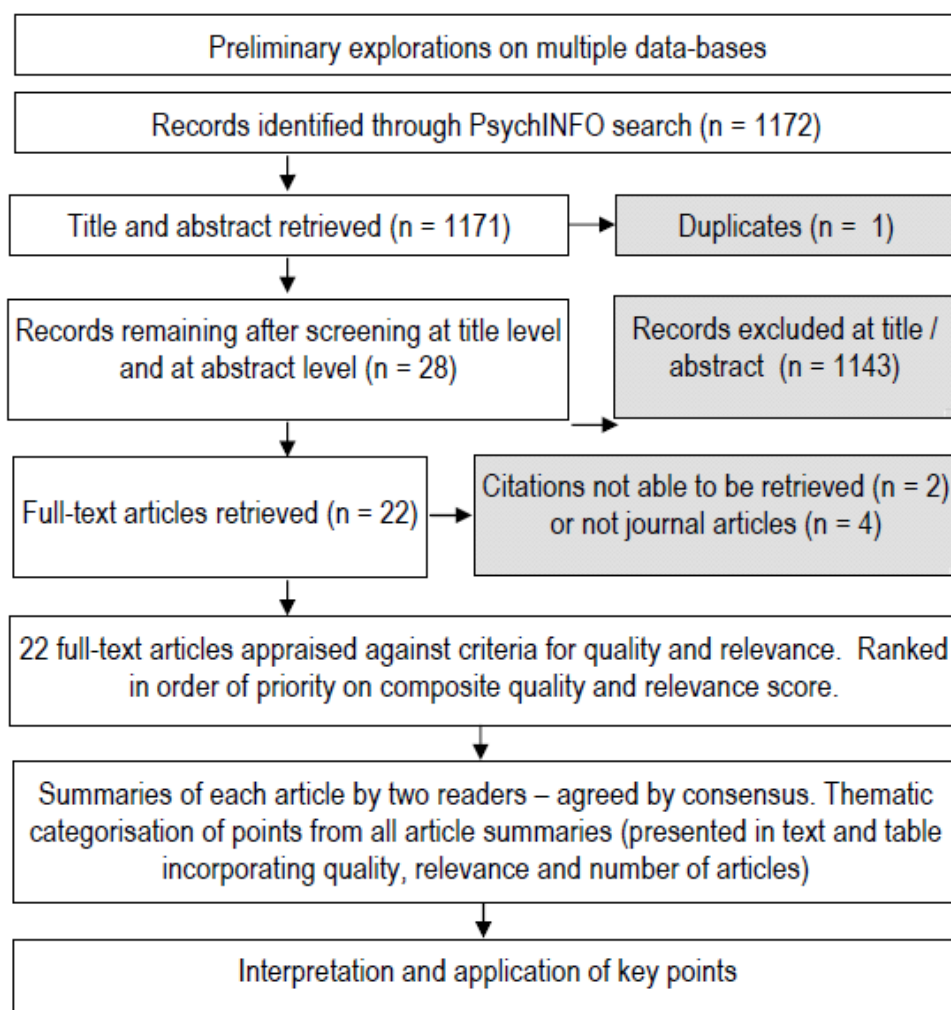 Preliminary explorations on multiple data-bases
Records identified through PsychINFO search (n = 1172)
Title and abstract retrieved (n = 1171)
Duplicates (n = 1)
Records remaining after screening at title level
and at abstract level (n = 28)
Records excluded at title /
abstract (n = 1143)
Full-text articles retrieved (n = 22)
Citations not able to be retrieved (n = 2)
or not journal articles (n = 4)
22 full-text articles appraised against criteria for quality and relevance. Ranked
in order of priority on composite quality and relevance score.
Summaries of each article by two readers – agreed by consensus. Thematic
categorisation of points from all article summaries (presented in text and table
incorporating quality, relevance and number of articles)
Interpretation and application of key points